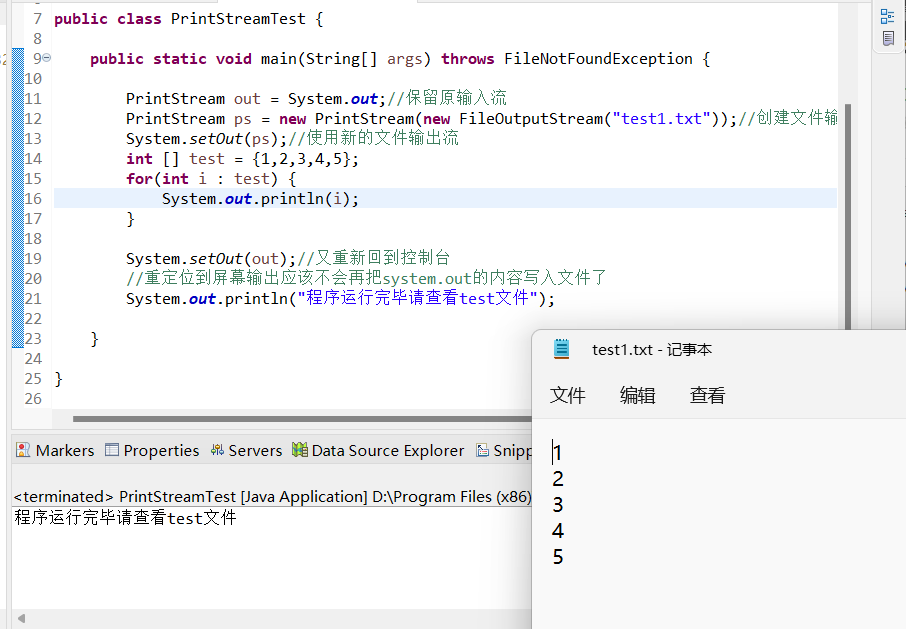 7 public class PrintStreamTest {
8
9 public static void main(String[] args) throws FileNotFoundException {
10
11 PrintStream out = System.out;//保留原输入流
12 PrintStream ps = new PrintStream(new FileOutputStream("test1.txt"));//创建文件输
13 System.setOut(ps);//使用新的文件输出流
14 int [] test = {1,2,3,4,5};
15 for(int i : test) {
16 System.out.println(i);
17 }
18
19 System.setOut(out);//又重新回到控制台
20 //重定位到屏幕输出应该不会再把system.out的内容写入文件了
21 System.out.println("程序运行完毕请查看test文件");
22
23 }
24
25 }
26
Markers Properties Servers Data Source Explorer Snipp
<terminated> PrintStreamTest [Java Application] D:\Program Files (x86)
程序运行完毕请查看test文件
test1.txt - 记事本
文件 编辑 查看
1
2
3
4
5